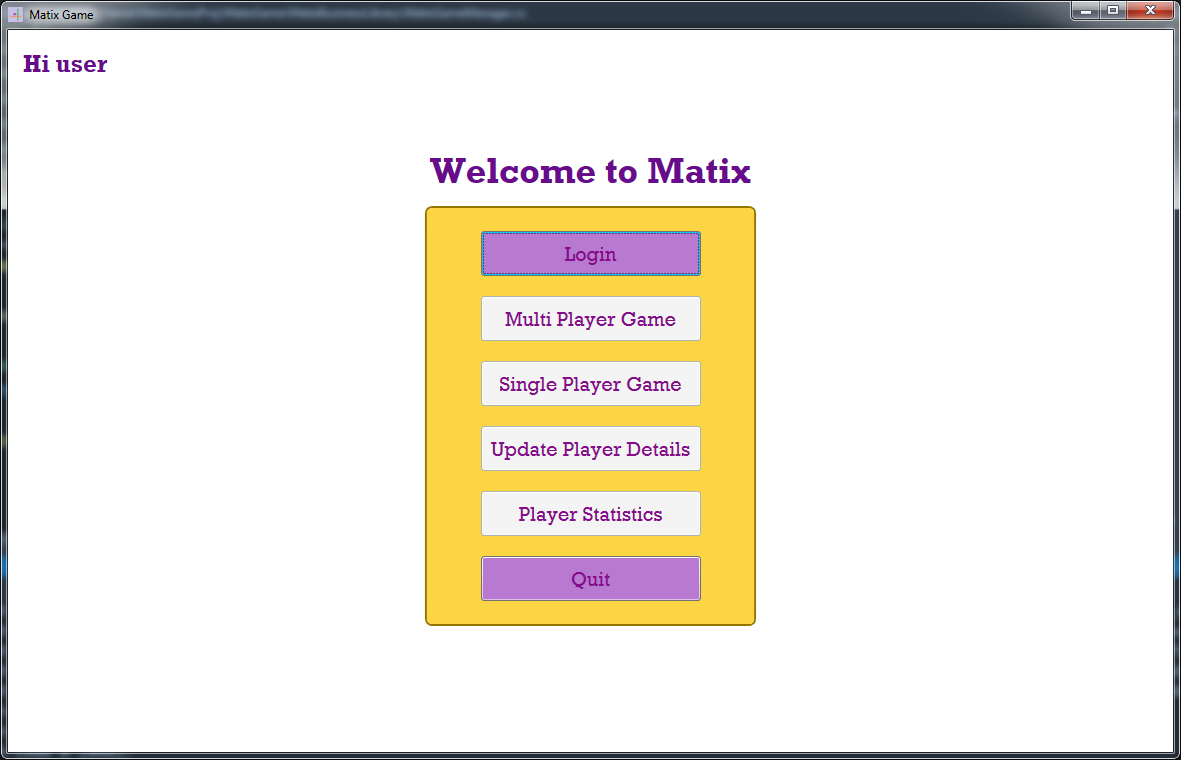 Matix Game
Hi user
Welcome to Matix
Login
Multi Player Game
Single Player Game
Update Player Details
Player Statistics
Quit